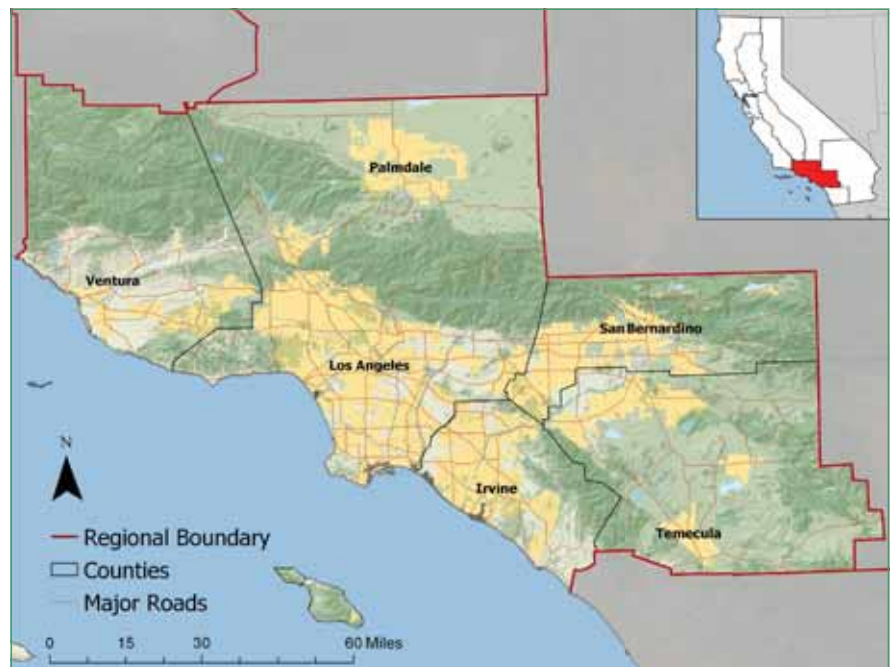 Palmdale
Ventura
San Bernardino
Los Angeles
Irvine
Temecula
N
Regional Boundary
Counties
Major Roads
0 15 30 60 Miles